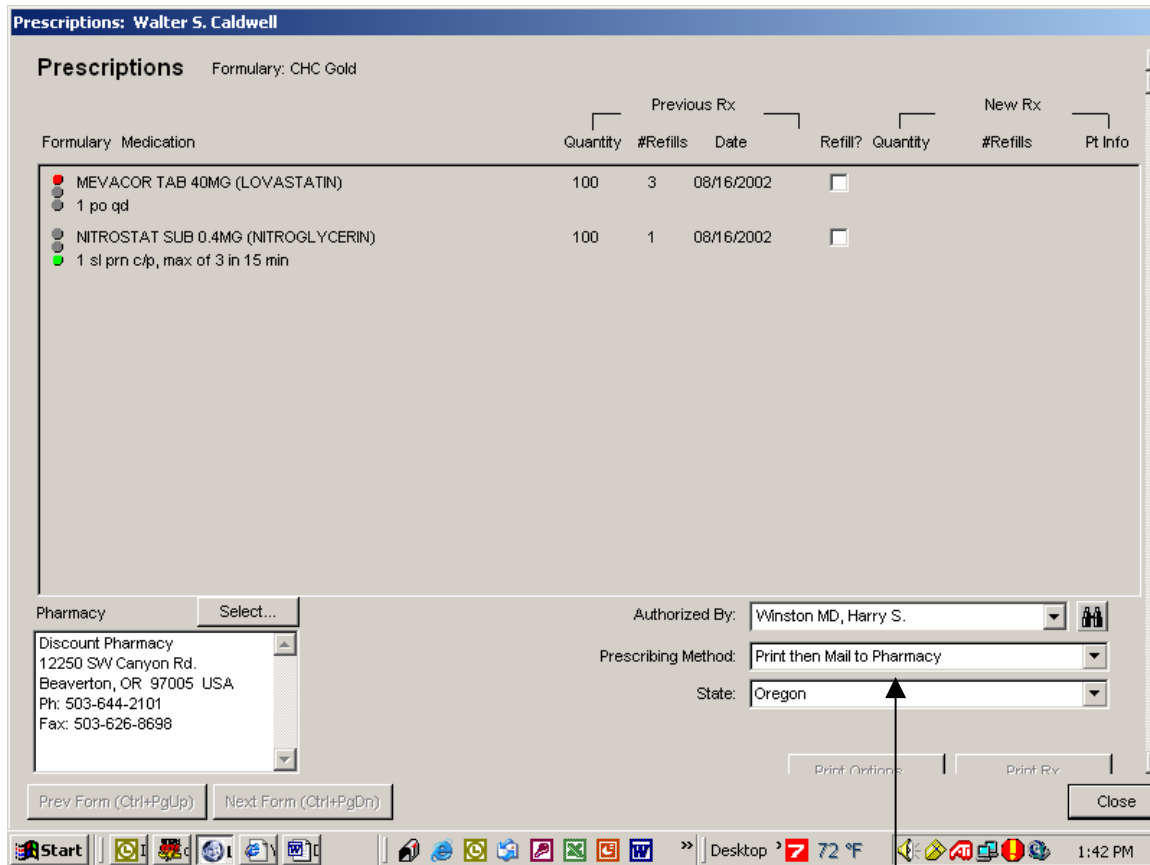 Prescriptions: Walter S. Caldwell
Prescriptions Formulary: CHC Gold
Previous Rx New Rx
Formulary Medication Quantity #Refills Date Refill? Quantity #Refills Pt Info
MEVACOR TAB 40MG (LOVASTATIN) 100 3 08/16/2002
1 po qd
NITROSTAT SUB 0.4MG (NITROGLYCERIN) 100 1 08/16/2002
1 sl prn c/p, max of 3 in 15 min
Pharmacy Select...
Discount Pharmacy
12250 SW Canyon Rd.
Beaverton, OR 97005 USA
Ph: 503-644-2101
Fax: 503-626-8698
Authorized By: Winston MD, Harry S.
Prescribing Method: Print then Mail to Pharmacy
State: Oregon
Print Options Print Rx
Prev Form (Ctrl+PgUp) Next Form (Ctrl+PgDn) Close
Start Desktop 7 72 °F 1:42 PM